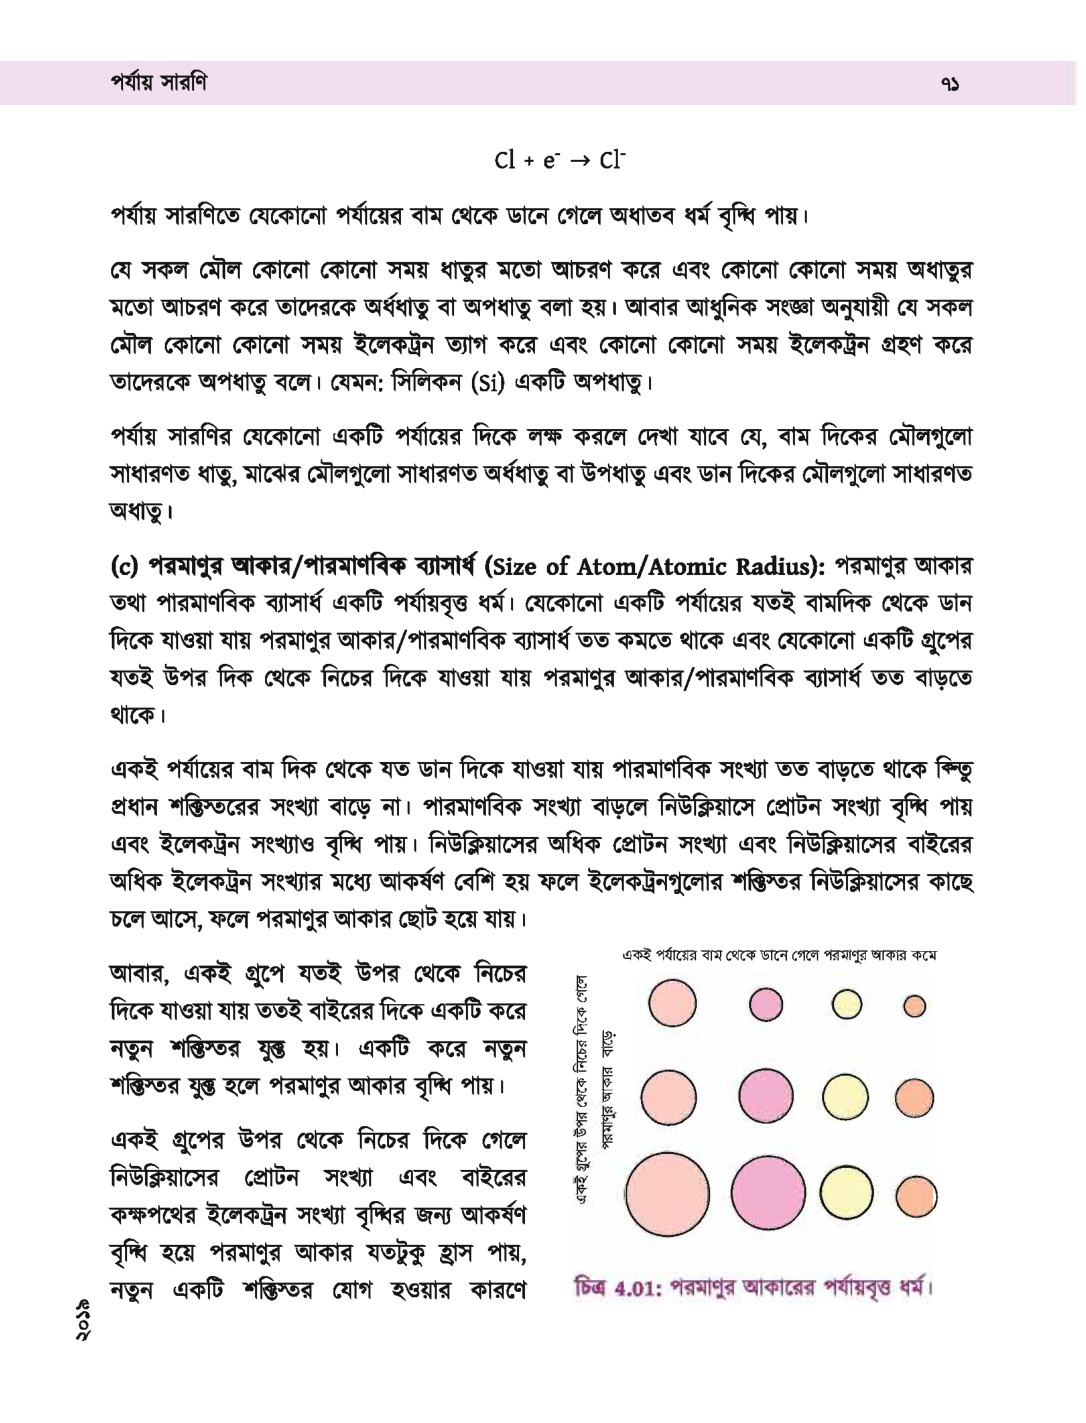 পর্যায় সারণি ৭১
Cl + e⁻ → Cl⁻
পর্যায় সারণিতে যেকোনো পর্যায়ের বাম থেকে ডানে গেলে অধাতব ধর্ম বৃদ্ধি পায়।
যে সকল মৌল কোনো কোনো সময় ধাতুর মতো আচরণ করে এবং কোনো কোনো সময় অধাতুর
মতো আচরণ করে তাদেরকে অর্ধধাতু বা অপধাতু বলা হয়। আবার আধুনিক সংজ্ঞা অনুযায়ী যে সকল
মৌল কোনো কোনো সময় ইলেকট্রন ত্যাগ করে এবং কোনো কোনো সময় ইলেকট্রন গ্রহণ করে
তাদেরকে অপধাতু বলে। যেমন: সিলিকন (Si) একটি অপধাতু।
পর্যায় সারণির যেকোনো একটি পর্যায়ের দিকে লক্ষ করলে দেখা যাবে যে, বাম দিকের মৌলগুলো
সাধারণত ধাতু, মাঝের মৌলগুলো সাধারণত অর্ধধাতু বা উপধাতু এবং ডান দিকের মৌলগুলো সাধারণত
অধাতু।
(c) পরমাণুর আকার/পারমাণবিক ব্যাসার্ধ (Size of Atom/Atomic Radius): পরমাণুর আকার
তথা পারমাণবিক ব্যাসার্ধ একটি পর্যায়বৃত্ত ধর্ম। যেকোনো একটি পর্যায়ের যতই বামদিক থেকে ডান
দিকে যাওয়া যায় পরমাণুর আকার/পারমাণবিক ব্যাসার্ধ তত কমতে থাকে এবং যেকোনো একটি গ্রুপের
যতই উপর দিক থেকে নিচের দিকে যাওয়া যায় পরমাণুর আকার/পারমাণবিক ব্যাসার্ধ তত বাড়তে
থাকে।
একই পর্যায়ের বাম দিক থেকে যত ডান দিকে যাওয়া যায় পারমাণবিক সংখ্যা তত বাড়তে থাকে কিন্তু
প্রধান শক্তিস্তরের সংখ্যা বাড়ে না। পারমাণবিক সংখ্যা বাড়লে নিউক্লিয়াসে প্রোটন সংখ্যা বৃদ্ধি পায়
এবং ইলেকট্রন সংখ্যাও বৃদ্ধি পায়। নিউক্লিয়াসের অধিক প্রোটন সংখ্যা এবং নিউক্লিয়াসের বাইরের
অধিক ইলেকট্রন সংখ্যার মধ্যে আকর্ষণ বেশি হয় ফলে ইলেকট্রনগুলোর শক্তিস্তর নিউক্লিয়াসের কাছে
চলে আসে, ফলে পরমাণুর আকার ছোট হয়ে যায়।
আবার, একই গ্রুপে যতই উপর থেকে নিচের
দিকে যাওয়া যায় ততই বাইরের দিকে একটি করে
নতুন শক্তিস্তর যুক্ত হয়। একটি করে নতুন
শক্তিস্তর যুক্ত হলে পরমাণুর আকার বৃদ্ধি পায়।
একই গ্রুপের উপর থেকে নিচের দিকে গেলে
নিউক্লিয়াসের প্রোটন সংখ্যা এবং বাইরের
কক্ষপথের ইলেকট্রন সংখ্যা বৃদ্ধির জন্য আকর্ষণ
বৃদ্ধি হয়ে পরমাণুর আকার যতটুকু হ্রাস পায়,
নতুন একটি শক্তিস্তর যোগ হওয়ার কারণে
একই পর্যায়ের বাম থেকে ডানে গেলে পরমাণুর আকার কমে
একই গ্রুপের উপর থেকে নিচের দিকে গেলে
পরমাণুর আকার বাড়ে
চিত্র 4.01: পরমাণুর আকারের পর্যায়বৃত্ত ধর্ম।
২০১৯